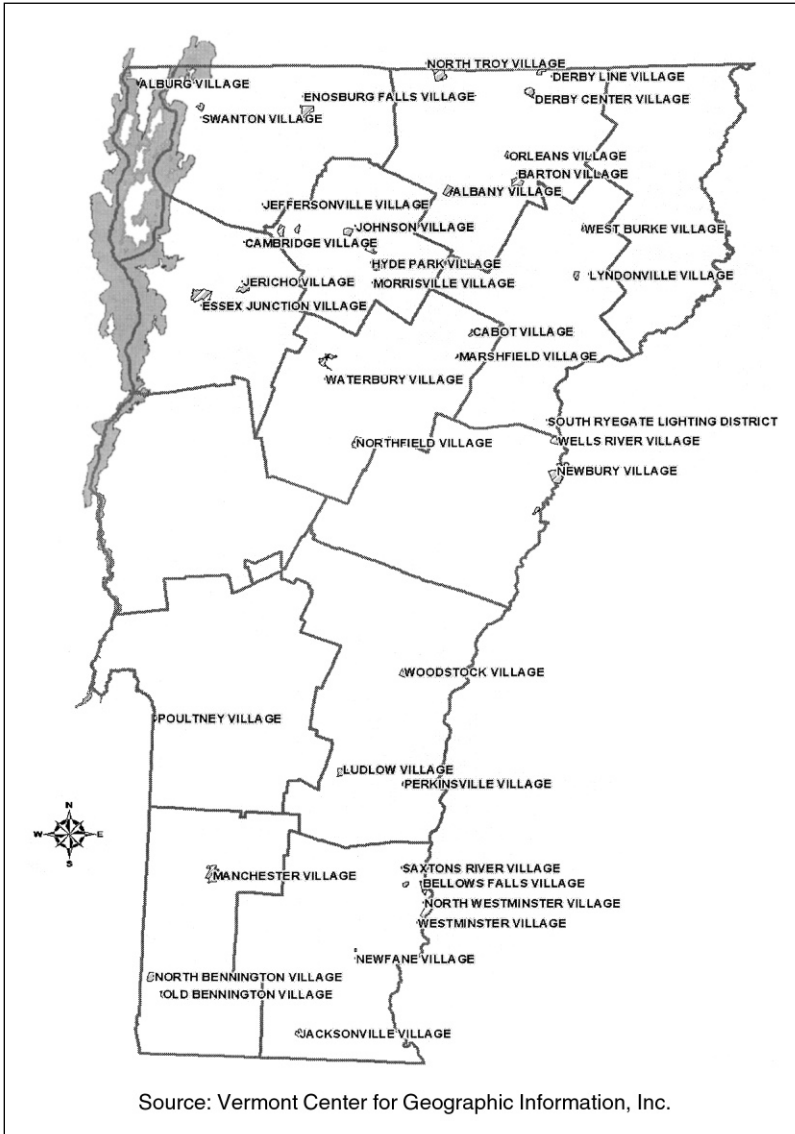 NORTH TROY VILLAGE
DERBY LINE VILLAGE
ALBURG VILLAGE
ENOSBURG FALLS VILLAGE
DERBY CENTER VILLAGE
SWANTON VILLAGE
ORLEANS VILLAGE
BARTON VILLAGE
ALBANY VILLAGE
JEFFERSONVILLE VILLAGE
JOHNSON VILLAGE
WEST BURKE VILLAGE
CAMBRIDGE VILLAGE
HYDE PARK VILLAGE
LYNDONVILLE VILLAGE
JERICHO VILLAGE
MORRISVILLE VILLAGE
ESSEX JUNCTION VILLAGE
CABOT VILLAGE
MARSHFIELD VILLAGE
WATERBURY VILLAGE
SOUTH RYEGATE LIGHTING DISTRICT
NORTHFIELD VILLAGE
WELLS RIVER VILLAGE
NEWBURY VILLAGE
WOODSTOCK VILLAGE
POULTNEY VILLAGE
LUDLOW VILLAGE
PERKINSVILLE VILLAGE
N
W E
S
SAXTONS RIVER VILLAGE
MANCHESTER VILLAGE
BELLOWS FALLS VILLAGE
NORTH WESTMINSTER VILLAGE
WESTMINSTER VILLAGE
NEWFANE VILLAGE
NORTH BENNINGTON VILLAGE
OLD BENNINGTON VILLAGE
JACKSONVILLE VILLAGE
Source: Vermont Center for Geographic Information, Inc.